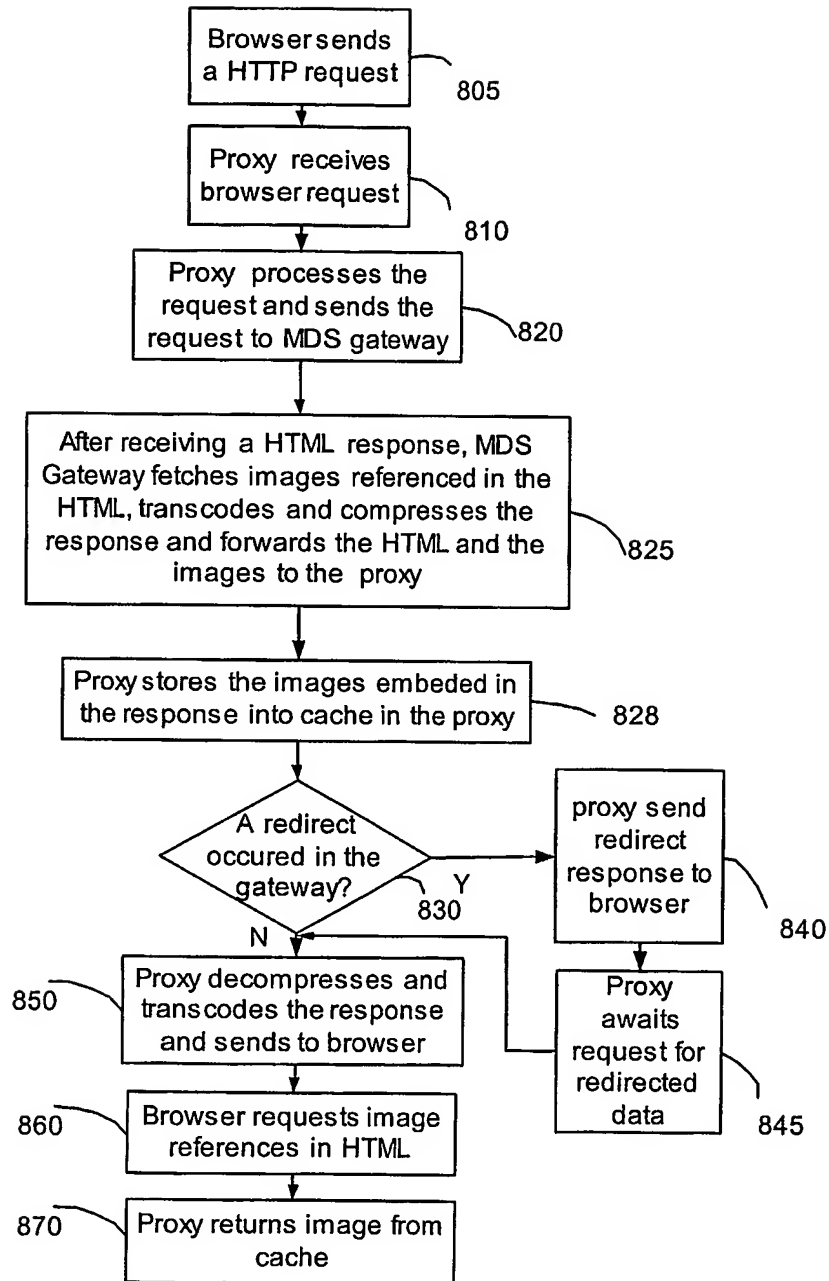 Browser sends
a HTTP request
805
Proxy receives
browser request
810
Proxy processes the
request and sends the
request to MDS gateway
820
After receiving a HTML response, MDS
Gateway fetches images referenced in the
HTML, transcodes and compresses the
response and forwards the HTML and the
images to the proxy
825
Proxy stores the images embeded in
the response into cache in the proxy
828
A redirect
occured in the
gateway?
830
Y
N
proxy send
redirect
response to
browser
840
Proxy
awaits
request for
redirected
data
845
850
Proxy decompresses and
transcodes the response
and sends to browser
860
Browser requests image
references in HTML
870
Proxy returns image from
cache